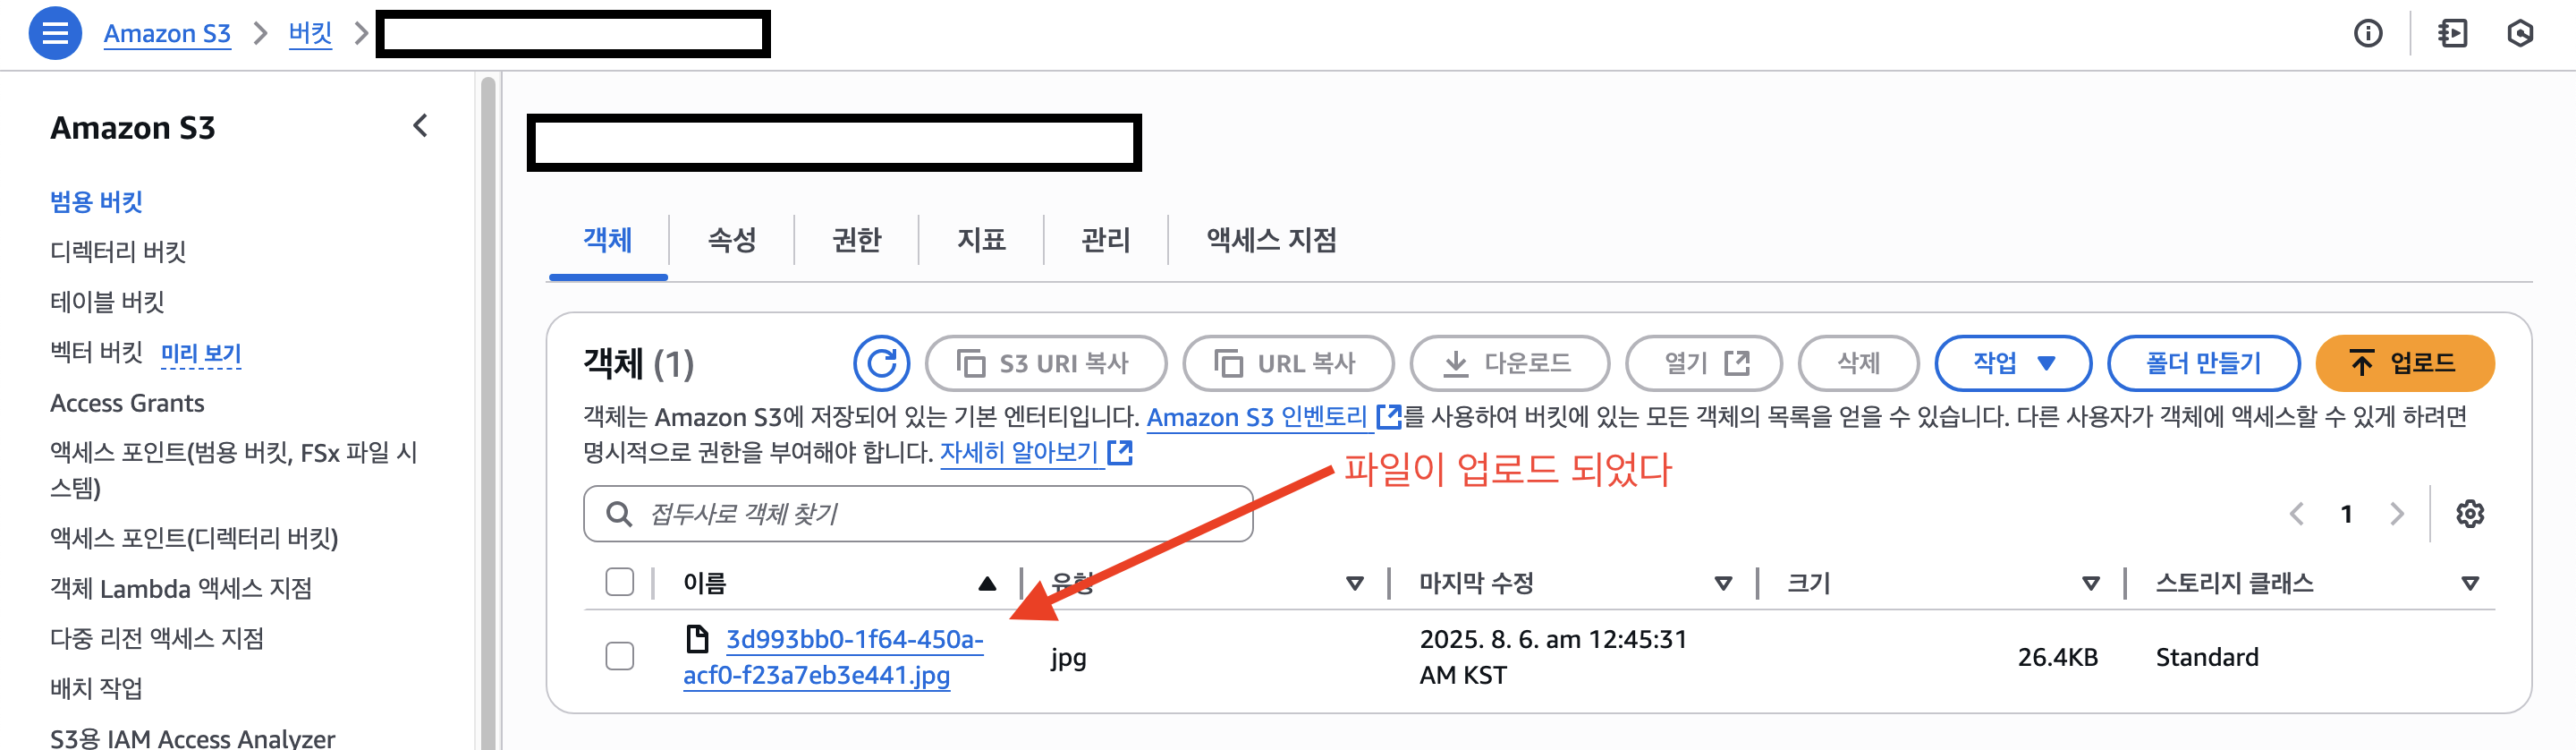 Amazon S3 > 버킷 >
Amazon S3
범용 버킷
디렉터리 버킷
테이블 버킷
벡터 버킷 미리 보기
Access Grants
액세스 포인트(범용 버킷, FSx 파일 시
스템)
액세스 포인트(디렉터리 버킷)
객체 Lambda 액세스 지점
다중 리전 액세스 지점
배치 작업
S3용 IAM Access Analyzer
객체 속성 권한 지표 관리 액세스 지점
객체 (1) S3 URI 복사 URL 복사 다운로드 열기 삭제 작업 폴더 만들기 업로드
객체는 Amazon S3에 저장되어 있는 기본 엔터티입니다. Amazon S3 인벤토리를 사용하여 버킷에 있는 모든 객체의 목록을 얻을 수 있습니다. 다른 사용자가 객체에 액세스할 수 있게 하려면
명시적으로 권한을 부여해야 합니다. 자세히 알아보기
파일이 업로드 되었다
접두사로 객체 찾기 1
이름 유형 마지막 수정 크기 스토리지 클래스
3d993bb0-1f64-450a-
acf0-f23a7eb3e441.jpg
jpg
2025. 8. 6. am 12:45:31
AM KST
26.4KB
Standard